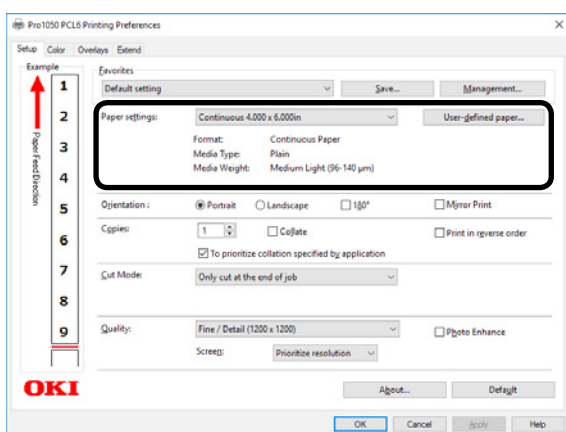 Pro1050 PCL6 Printing Preferences
Setup Color Overlays Extend
Example
Paper Feed Direction
1
2
3
4
5
6
7
8
9
OKI
Favorites
Default setting Save... Management...
Paper settings: Continuous 4.000 x 6.000in User-defined paper...
Format: Continuous Paper
Media Type: Plain
Media Weight: Medium Light (96-140 μm)
Orientation : Portrait Landscape 180° Mirror Print
Copies: 1 Collate Print in reverse order
To prioritize collation specified by application
Cut Mode: Only cut at the end of job
Quality: Fine / Detail (1200 x 1200) Photo Enhance
Screen: Prioritize resolution
About... Default
OK Cancel Apply Help